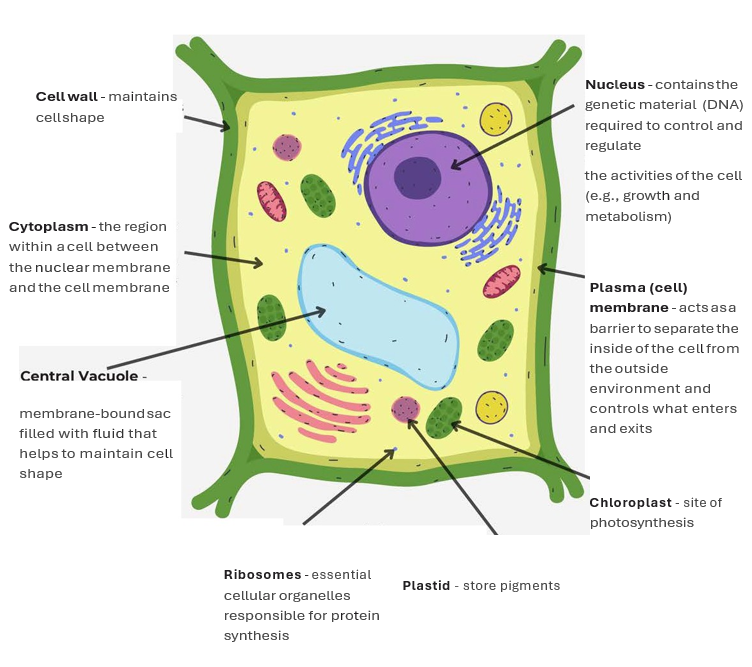 Cell wall - maintains
cell shape
Cytoplasm - the region
within a cell between
the nuclear membrane
and the cell membrane
Central Vacuole -
membrane-bound sac
filled with fluid that
helps to maintain cell
shape
Ribosomes - essential
cellular organelles
responsible for protein
synthesis
Plastid - store pigments
Nucleus - contains the
genetic material (DNA)
required to control and
regulate
the activities of the cell
(e.g., growth and
metabolism)
Plasma (cell)
membrane - acts as a
barrier to separate the
inside of the cell from
the outside
environment and
controls what enters
and exits
Chloroplast - site of
photosynthesis